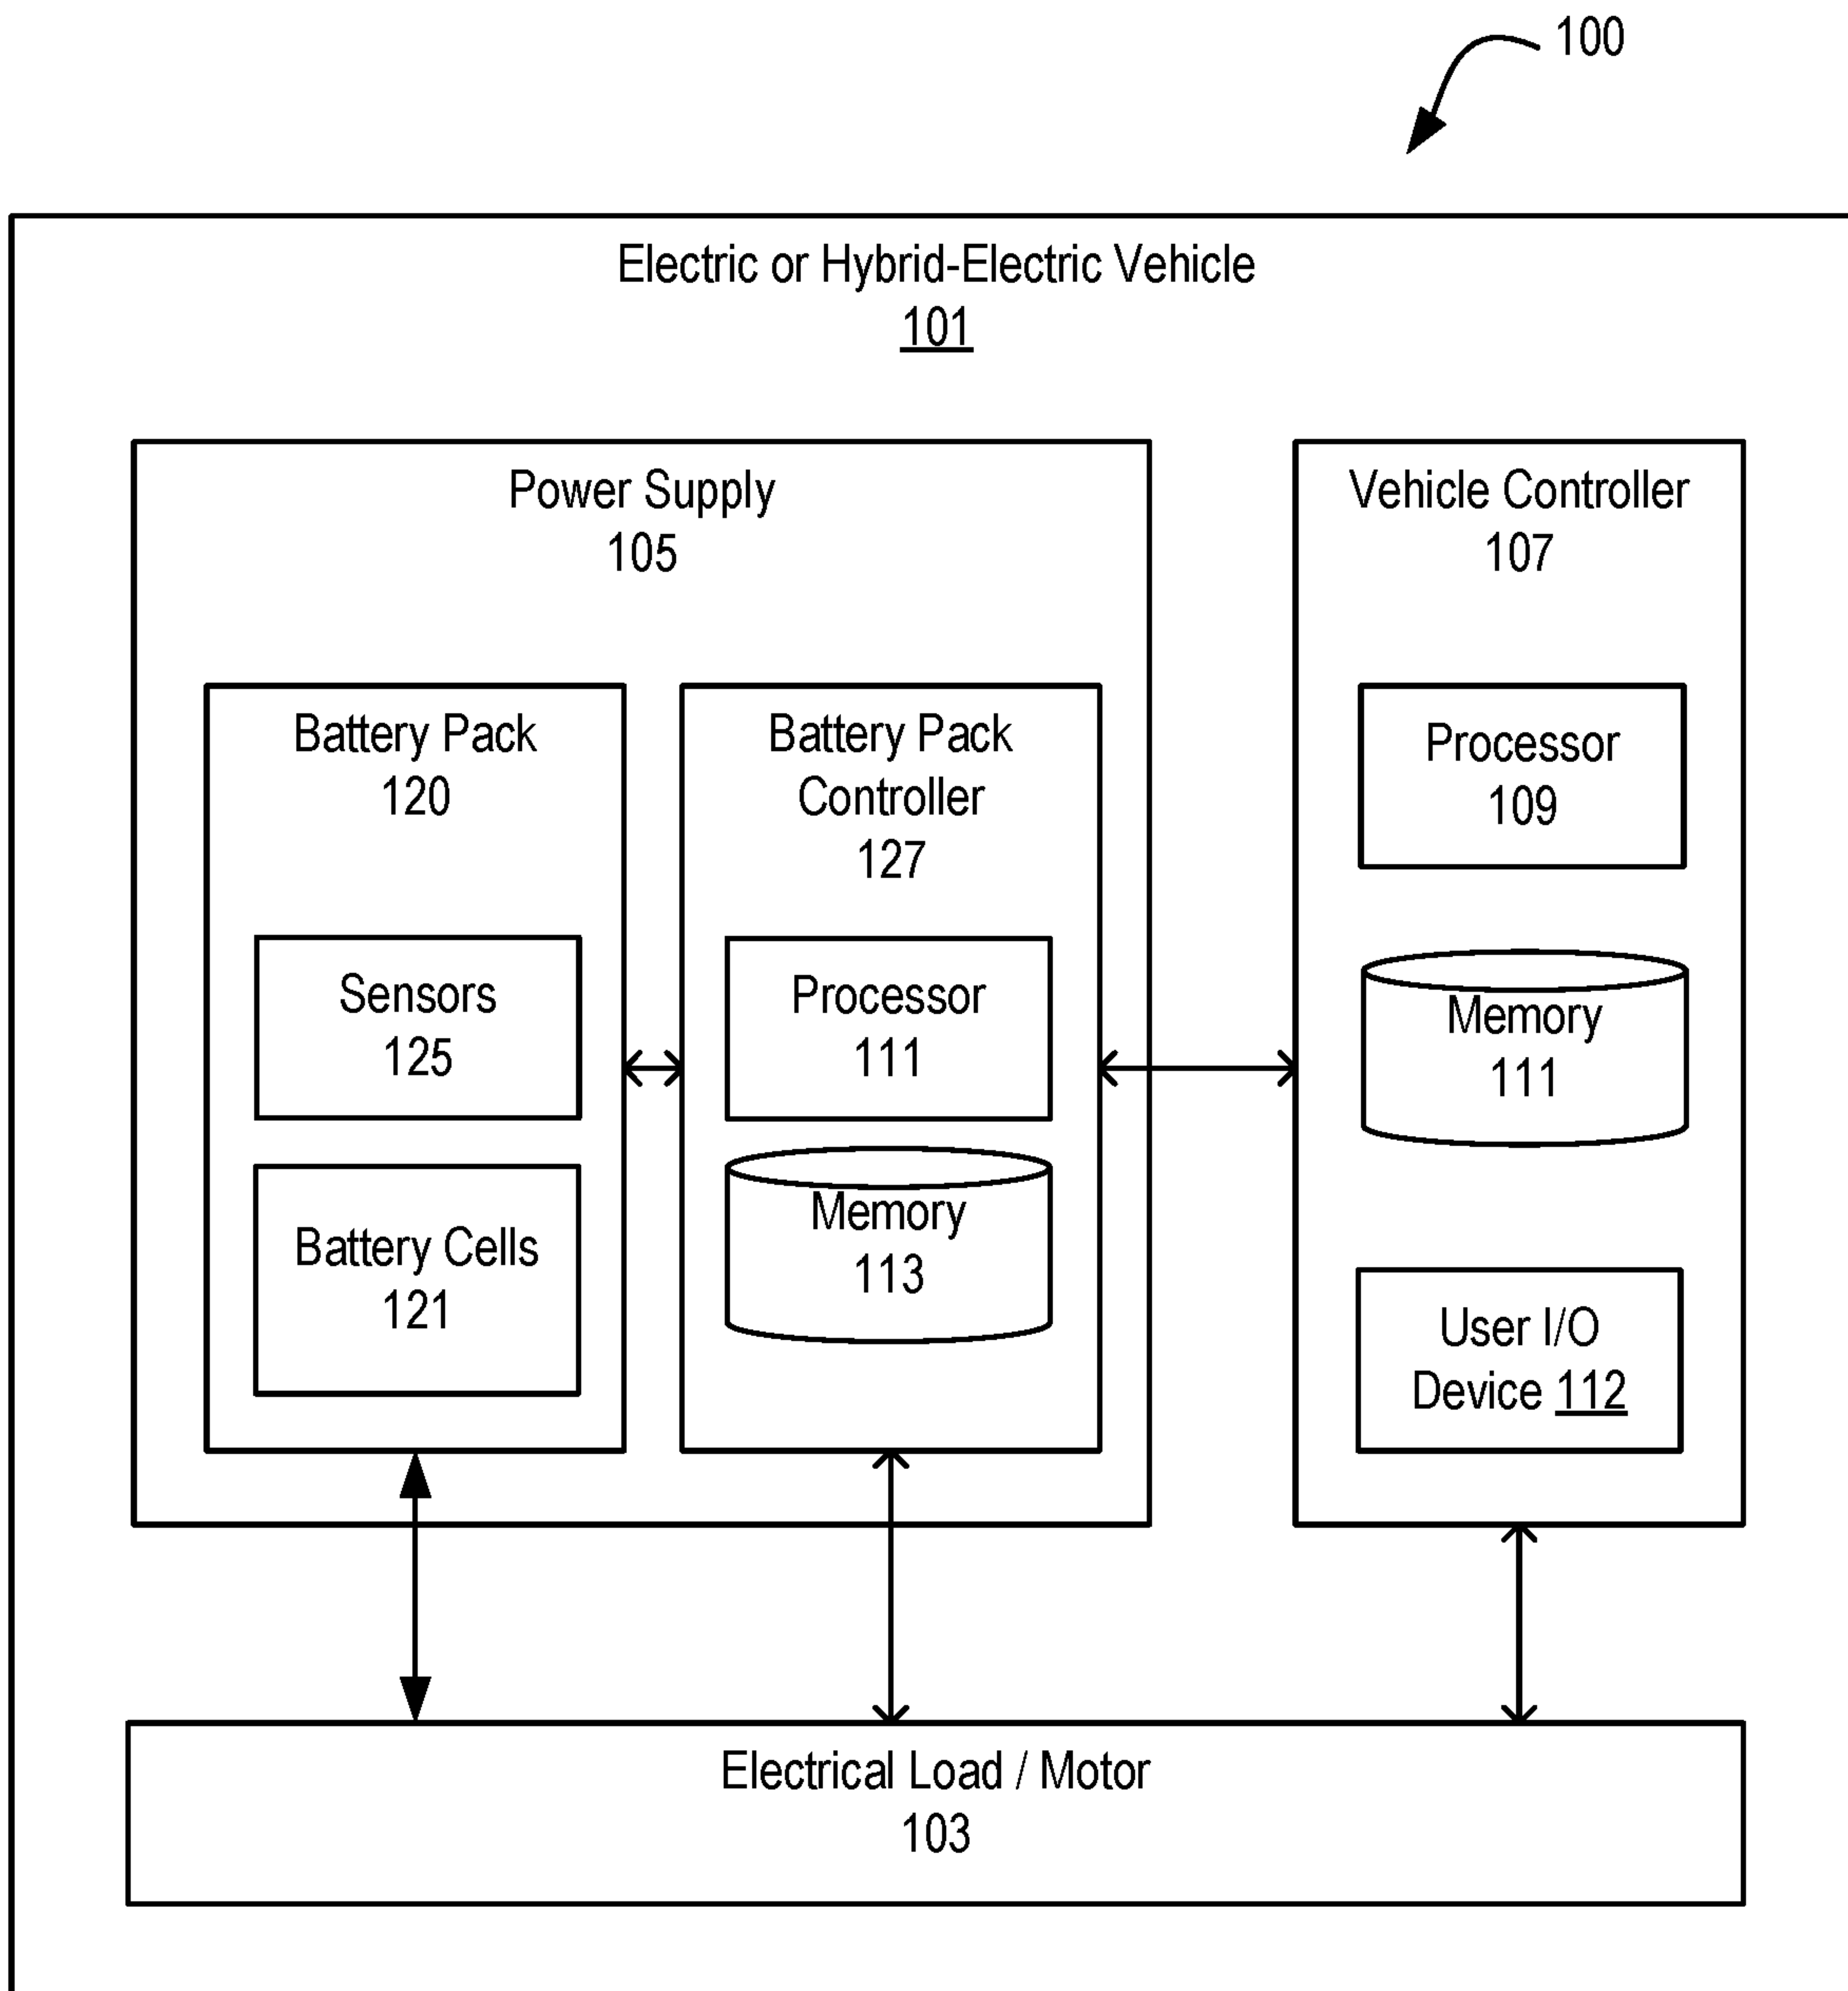 100
Electric or Hybrid-Electric Vehicle
101
Power Supply
105
Battery Pack
120
Sensors
125
Battery Cells
121
Battery Pack
Controller
127
Processor
111
Memory
113
Vehicle Controller
107
Processor
109
Memory
111
User I/O
Device 112
Electrical Load / Motor
103